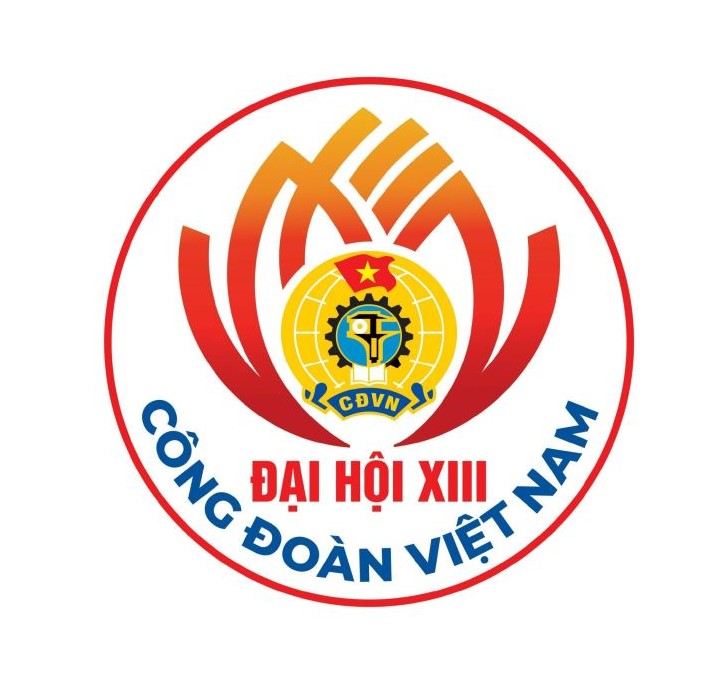 CĐVN
ĐẠI HỘI XIII
CÔNG ĐOÀN VIỆT NAM